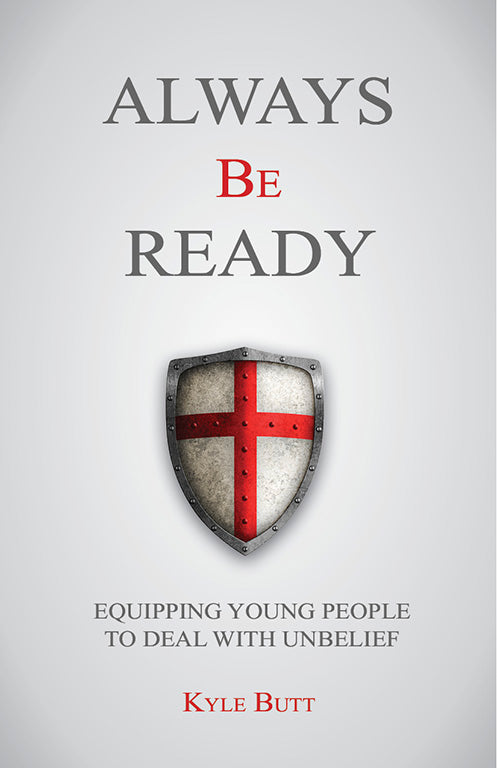 ALWAYS
BE
READY
EQUIPPING YOUNG PEOPLE
TO DEAL WITH UNBELIEF
KYLE BUTT